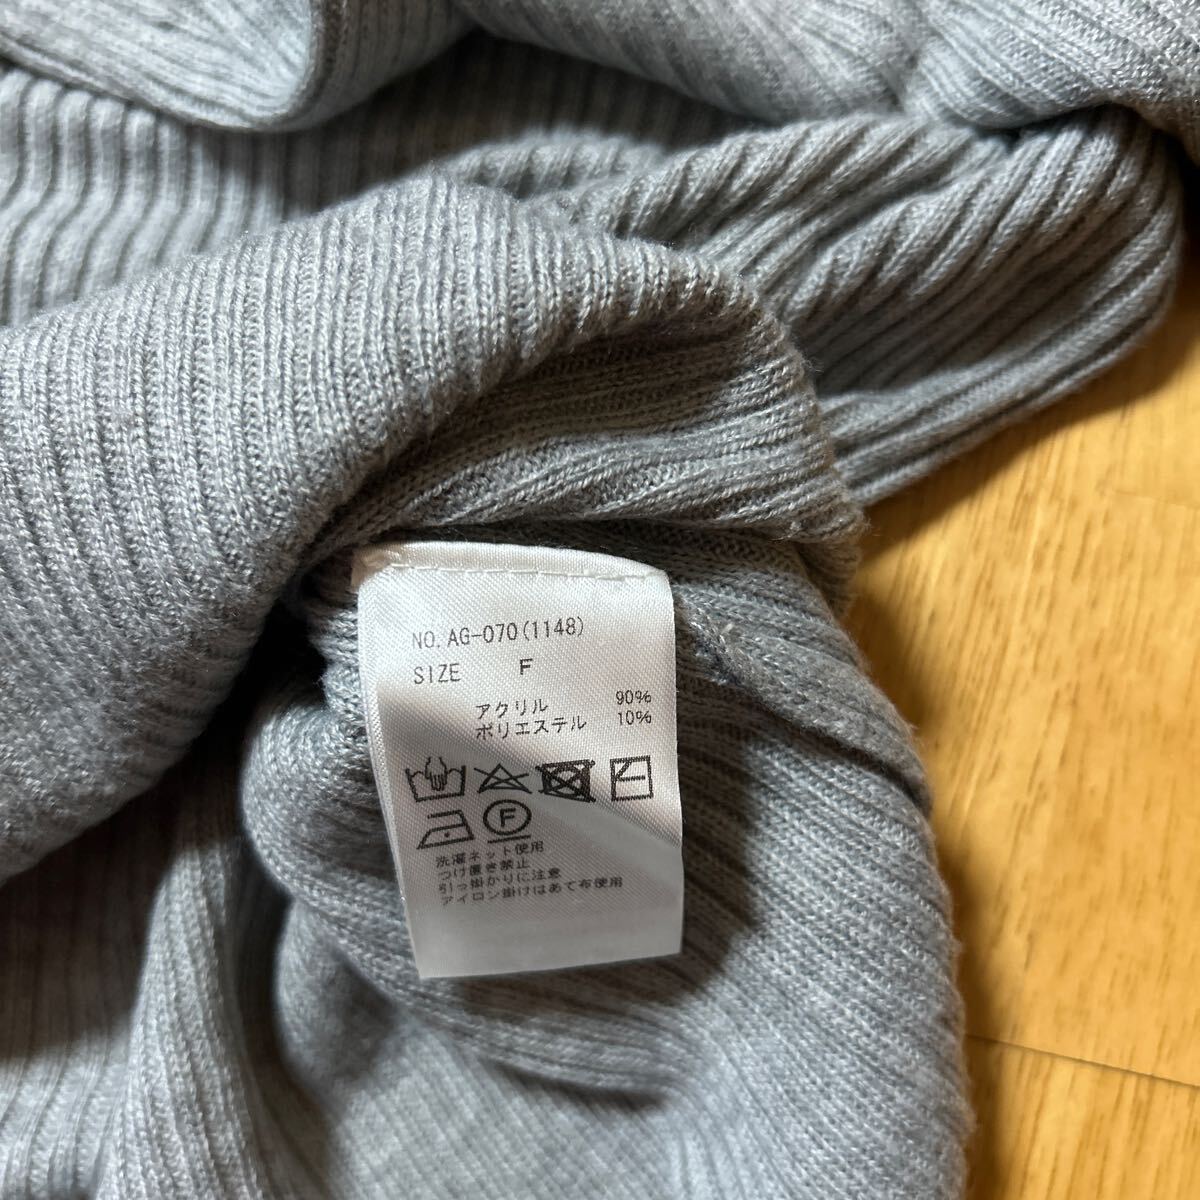 NO. AG-070(1148)
SIZE F
アクリル 90%
ポリエステル 10%
F
洗濯ネット使用
つけ置き禁止
引っ掛かりに注意
アイロン掛けはあて布使用